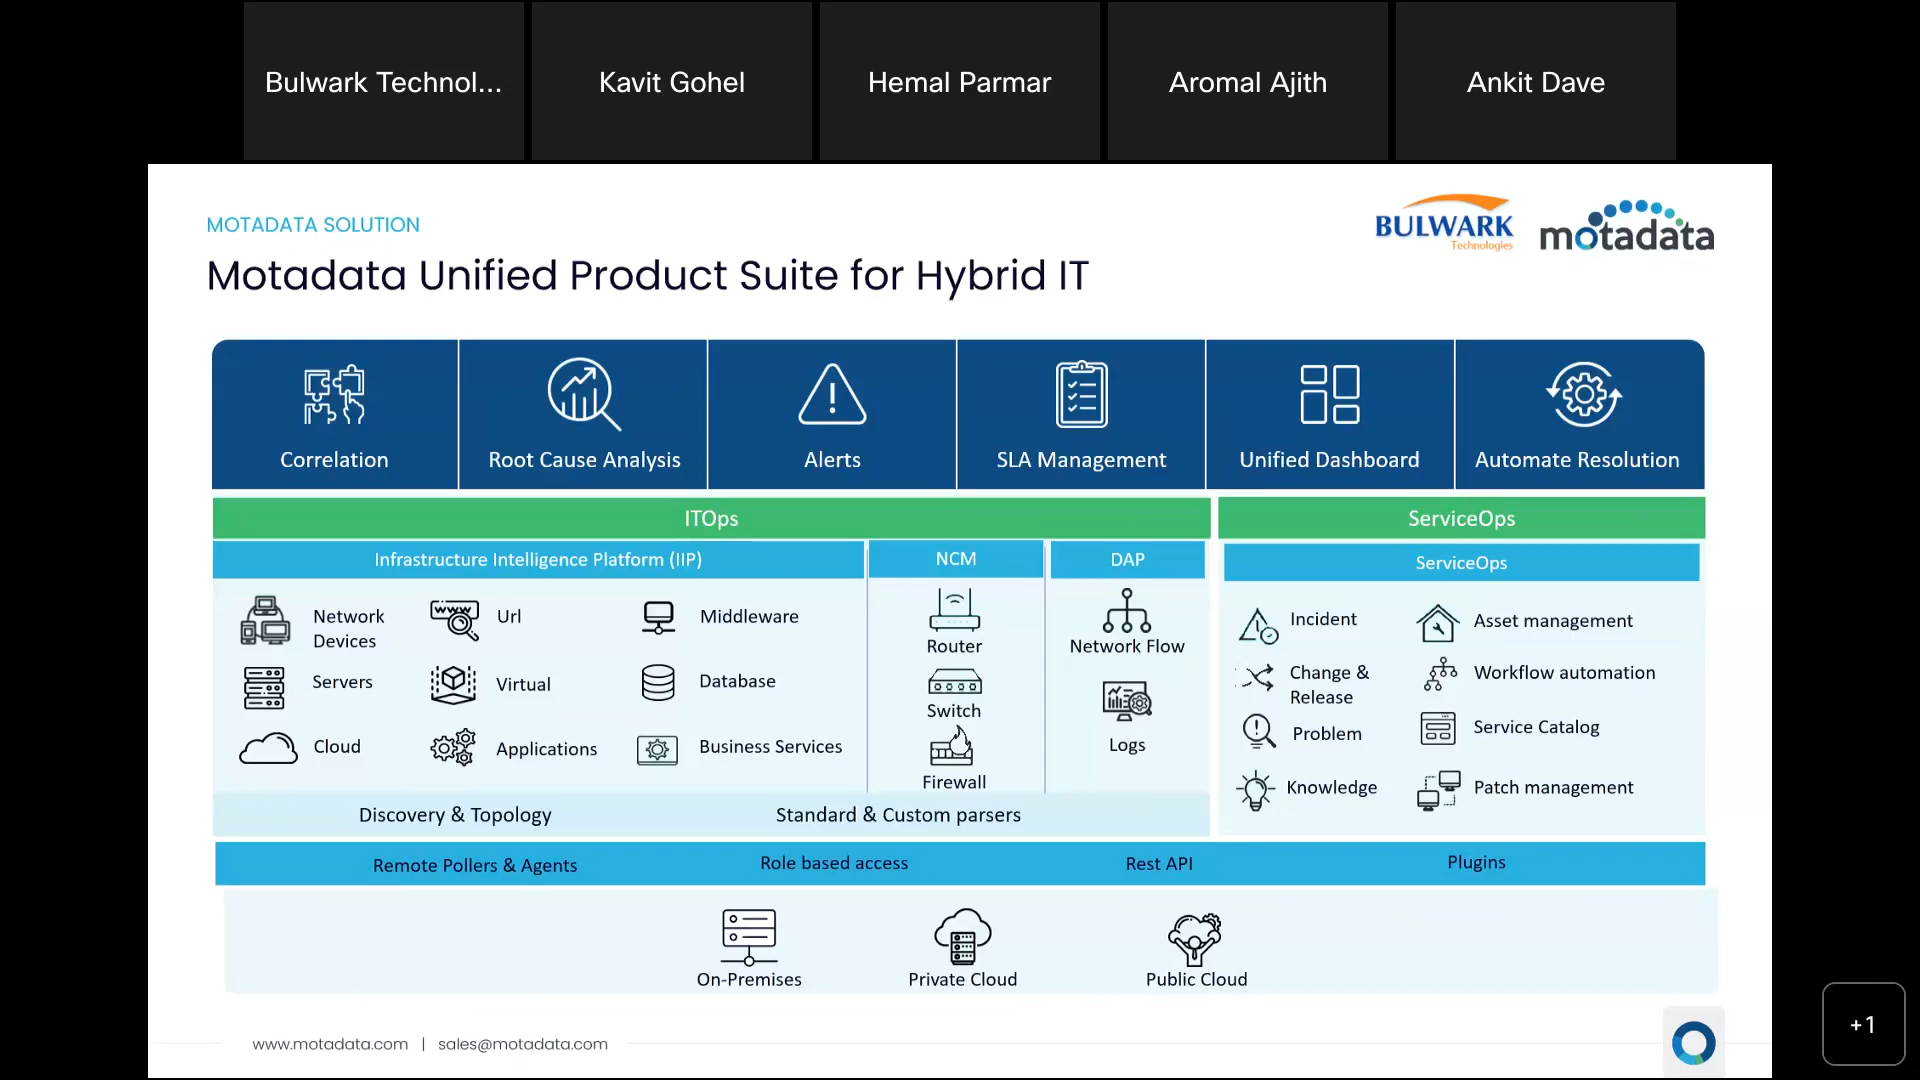 Bulwark Technol...
Kavit Gohel
Hemal Parmar
Aromal Ajith
Ankit Dave
MOTADATA SOLUTION
BULWARK
Technologies
motadata
Motadata Unified Product Suite for Hybrid IT
Correlation
Root Cause Analysis
Alerts
SLA Management
Unified Dashboard
Automate Resolution
ITOps
ServiceOps
Infrastructure Intelligence Platform (IIP)
NCM
DAP
ServiceOps
Network
Devices
www
Url
Middleware
Servers
Virtual
Database
Cloud
Applications
Business Services
Router
Switch
Firewall
Network Flow
Logs
Incident
Asset management
Change &
Release
Workflow automation
Problem
Service Catalog
Knowledge
Patch management
Discovery & Topology
Standard & Custom parsers
Remote Pollers & Agents
Role based access
Rest API
Plugins
On-Premises
Private Cloud
Public Cloud
www.motadata.com | sales@motadata.com
+1